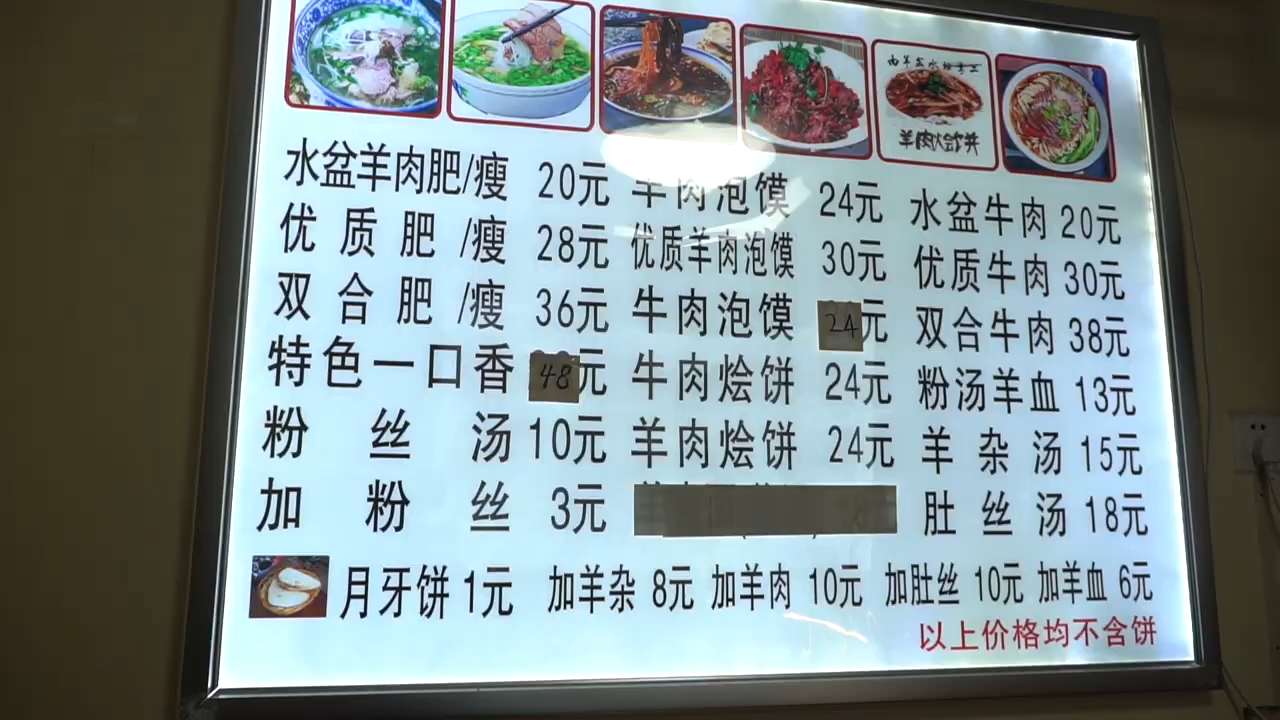 水盆羊肉肥/瘦 20元
优质肥/瘦 28元
双合肥/瘦 36元
特色一口香 48元
粉丝汤 10元
加粉丝 3元
羊肉泡馍 24元
优质羊肉泡馍 30元
牛肉泡馍 24元
牛肉烩饼 24元
羊肉烩饼 24元
水盆牛肉 20元
优质牛肉 30元
双合牛肉 38元
粉汤羊血 13元
羊杂汤 15元
肚丝汤 18元
月牙饼 1元 加羊杂 8元 加羊肉 10元 加肚丝 10元 加羊血 6元
以上价格均不含饼
羊肉烩饼